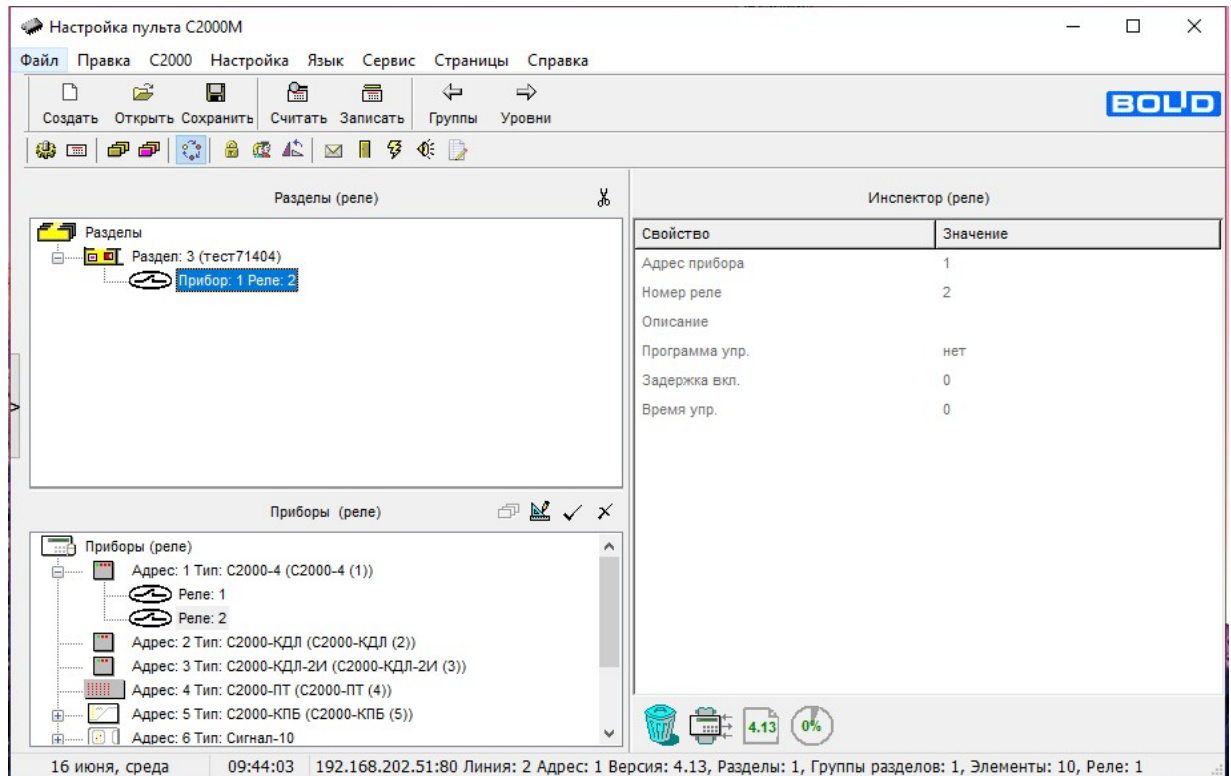 Настройка пульта С2000М
Файл Правка С2000 Настройка Язык Сервис Страницы Справка
Создать Открыть Сохранить Считать Записать Группы Уровни
BOLID
Разделы (реле)
Разделы
Раздел: 3 (тест71404)
Прибор: 1 Реле: 2
Приборы (реле)
Приборы (реле)
Адрес: 1 Тип: С2000-4 (С2000-4 (1))
Реле: 1
Реле: 2
Адрес: 2 Тип: С2000-КДЛ (С2000-КДЛ (2))
Адрес: 3 Тип: С2000-КДЛ-2И (С2000-КДЛ-2И (3))
Адрес: 4 Тип: С2000-ПТ (С2000-ПТ (4))
Адрес: 5 Тип: С2000-КПБ (С2000-КПБ (5))
Адрес: 6 Тип: Сигнал-10
Инспектор (реле)
Свойство Значение
Адрес прибора 1
Номер реле 2
Описание
Программа упр. нет
Задержка вкл. 0
Время упр. 0
4.13 0%
16 июня, среда 09:44:03 192.168.202.51:80 Линия: 2 Адрес: 1 Версия: 4.13, Разделы: 1, Группы разделов: 1, Элементы: 10, Реле: 1